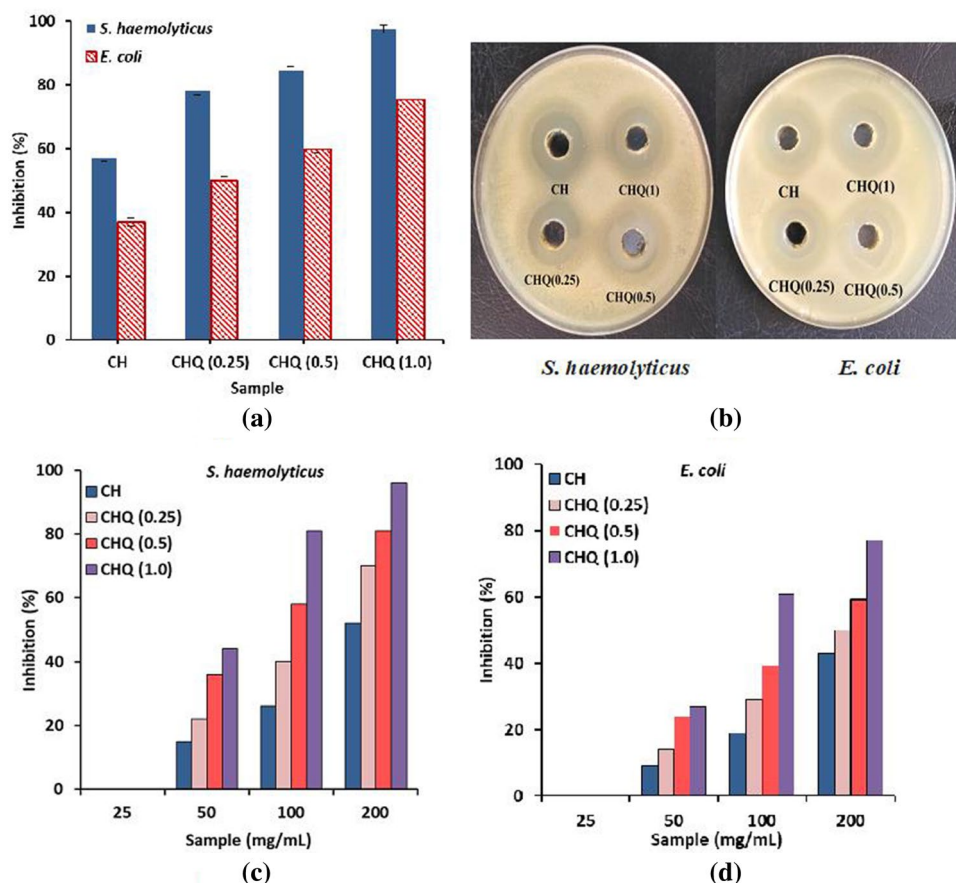 S. haemolyticus
E. coli
Inhibition (%)
100
80
60
40
20
0
CH
CHQ (0.25)
CHQ (0.5)
CHQ (1.0)
Sample
(a)
CH
CHQ(1)
CHQ(0.25)
CHQ(0.5)
CH
CHQ(1)
CHQ(0.25)
CHQ(0.5)
S. haemolyticus
E. coli
(b)
S. haemolyticus
CH
CHQ (0.25)
CHQ (0.5)
CHQ (1.0)
Inhibition (%)
100
80
60
40
20
0
25
50
100
200
Sample (mg/mL)
(c)
E. coli
CH
CHQ (0.25)
CHQ (0.5)
CHQ (1.0)
Inhibition (%)
100
80
60
40
20
0
25
50
100
200
Sample (mg/mL)
(d)